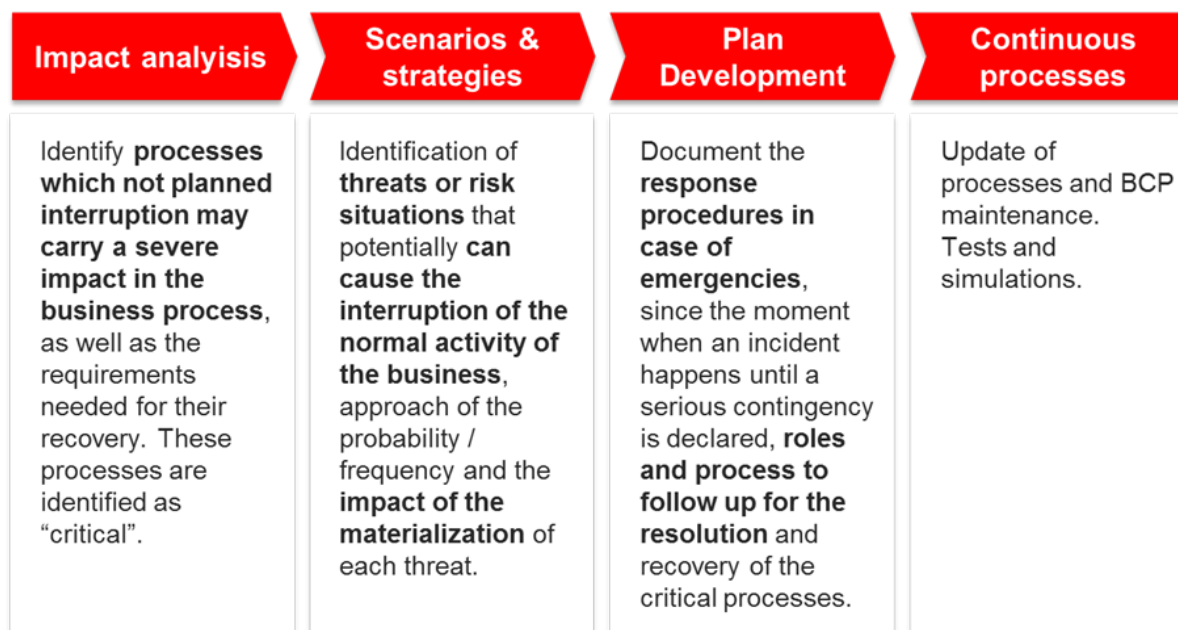 Impact analyisis
Scenarios &
strategies
Plan
Development
Continuous
processes
Identify processes
which not planned
interruption may
carry a severe
impact in the
business process,
as well as the
requirements
needed for their
recovery. These
processes are
identified as
“critical”.
Identification of
threats or risk
situations that
potentially can
cause the
interruption of the
normal activity of
the business,
approach of the
probability /
frequency and the
impact of the
materialization of
each threat.
Document the
response
procedures in
case of
emergencies,
since the moment
when an incident
happens until a
serious contingency
is declared, roles
and process to
follow up for the
resolution and
recovery of the
critical processes.
Update of
processes and BCP
maintenance.
Tests and
simulations.